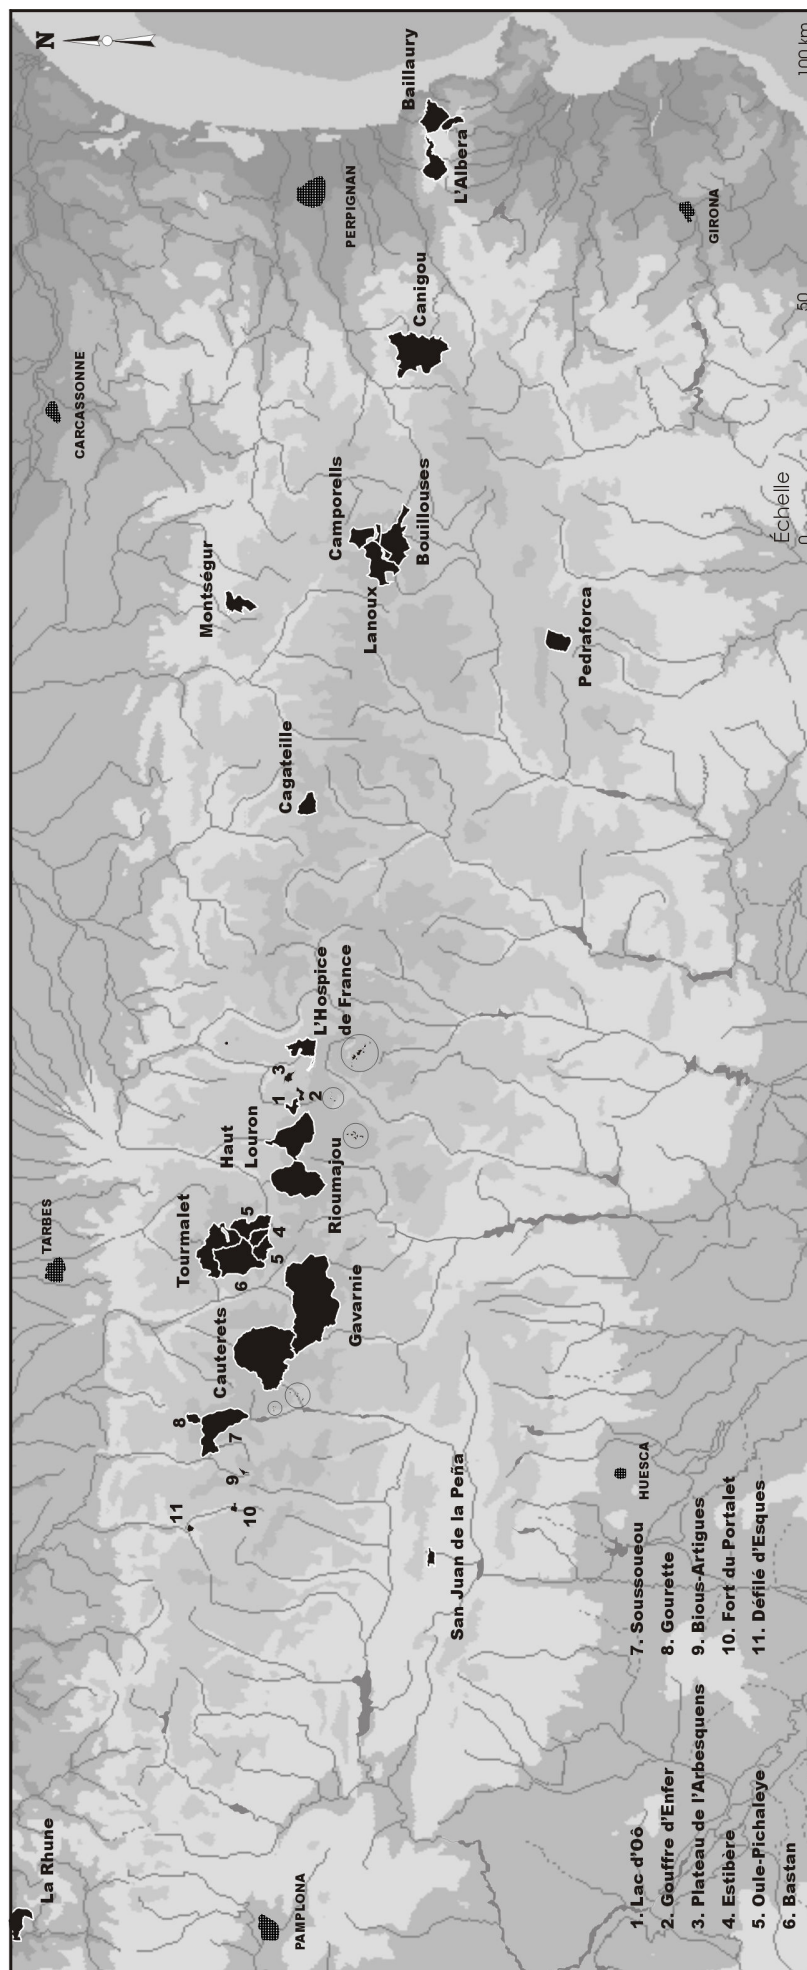 N
La Rhune
PAMPLONA
11
10
9
8
7
Cauterets
Gavarnie
TARBES
Tourmalet
6
5
4
5
Haut
Louron
Rioumajou
1
2
3
L'Hospice
de France
Cagateille
Montségur
CARCASSONNE
Camporells
Lanoux
Bouillouses
Canigou
PERPIGNAN
Baillaury
L'Albera
Pedraforca
GIRONA
San Juan de la Peña
HUESCA
1. Lac d'Oô
2. Gouffre d'Enfer
3. Plateau de l'Arbesquens
4. Estibère
5. Oule-Pichaleye
6. Bastan
7. Soussoueou
8. Gourette
9. Bious-Artigues
10. Fort du Portalet
11. Défilé d'Esques
Échelle
0
50
100 km